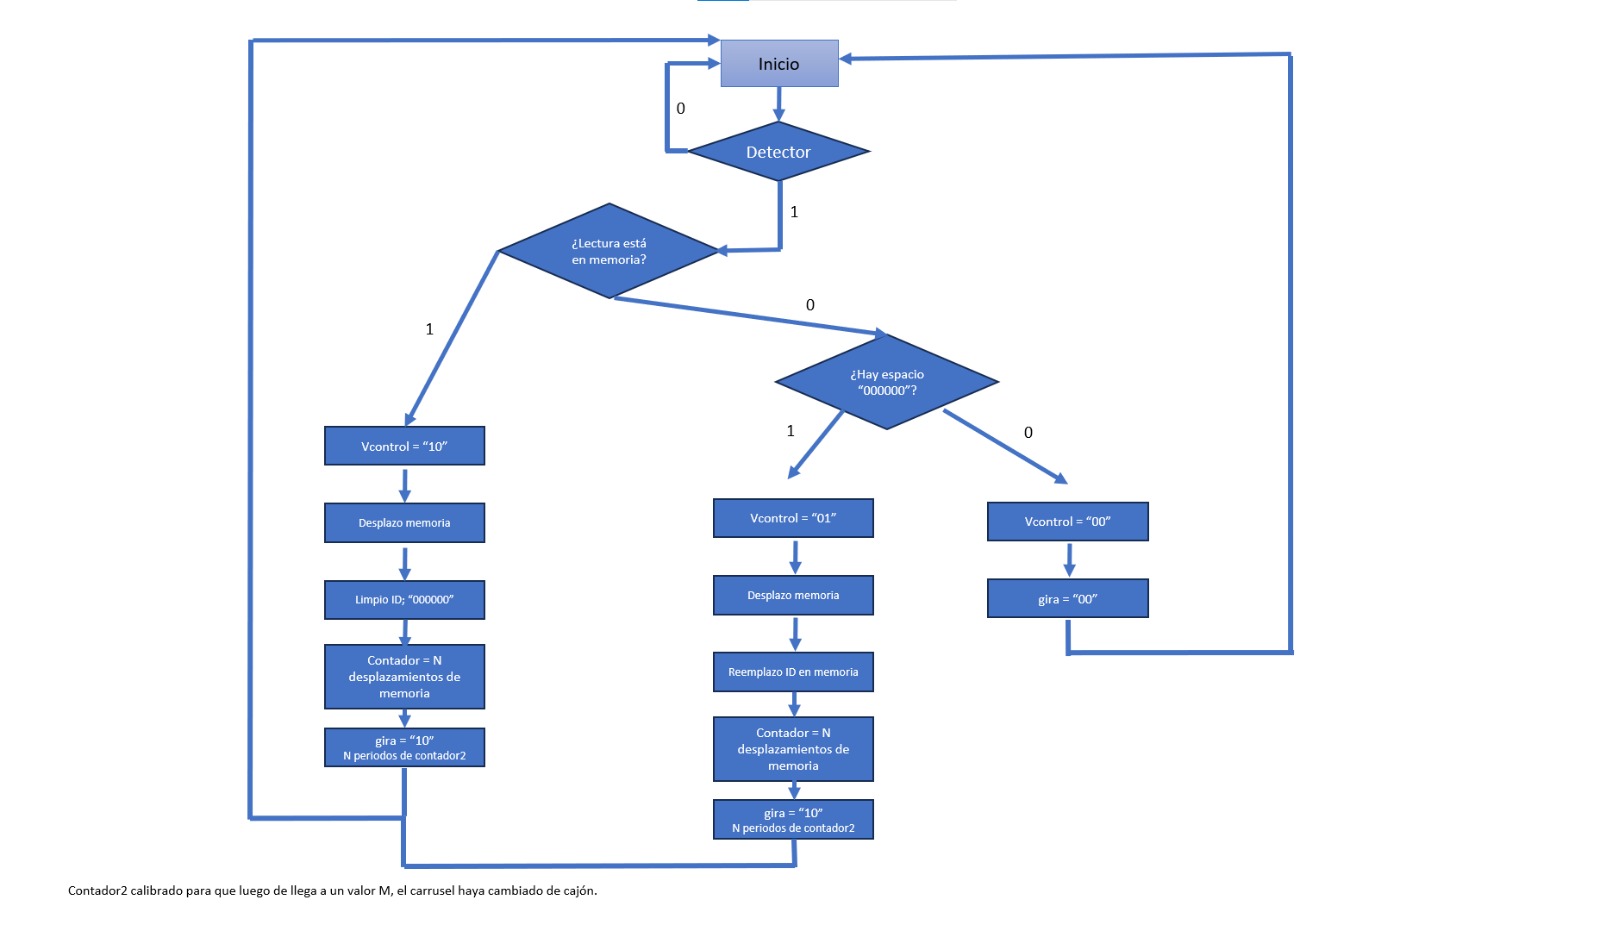 Inicio
0
Detector
1
¿Lectura está
en memoria?
0
1
¿Hay espacio
“000000”?
1
0
Vcontrol = “10”
Desplazo memoria
Limpio ID; “000000”
Contador = N
desplazamientos de
memoria
gira = “10”
N periodos de contador2
Vcontrol = “01”
Desplazo memoria
Reemplazo ID en memoria
Contador = N
desplazamientos de
memoria
gira = “10”
N periodos de contador2
Vcontrol = “00”
gira = “00”
Contador2 calibrado para que luego de llega a un valor M, el carrusel haya cambiado de cajón.